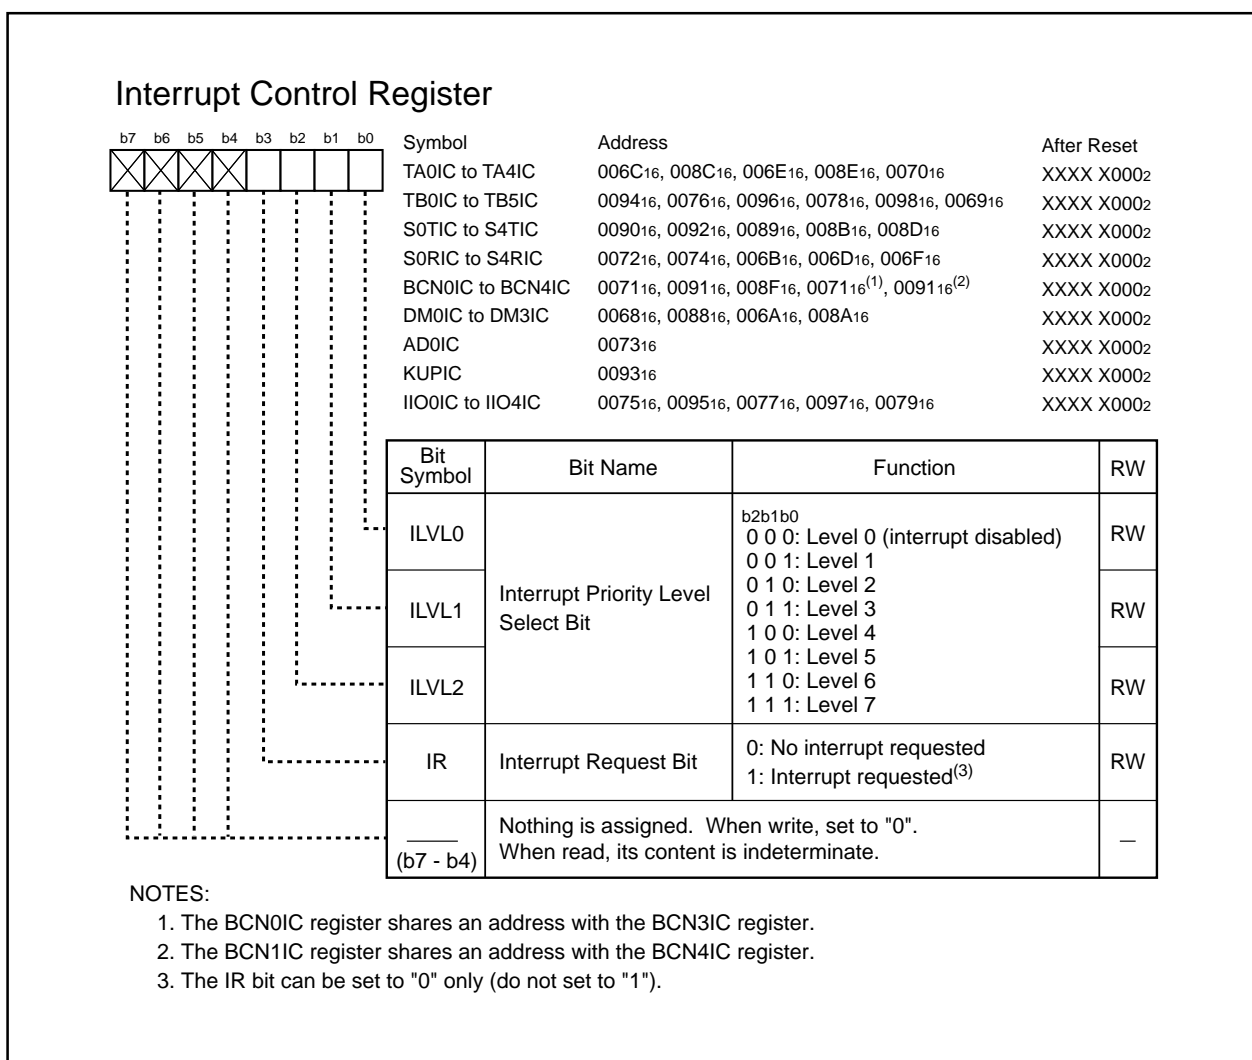 Interrupt Control Register
b7 b6 b5 b4 b3 b2 b1 b0
Symbol Address After Reset
TA0IC to TA4IC 006C16, 008C16, 006E16, 008E16, 007016 XXXX X0002
TB0IC to TB5IC 009416, 007616, 009616, 007816, 009816, 006916 XXXX X0002
S0TIC to S4TIC 009016, 009216, 008916, 008B16, 008D16 XXXX X0002
S0RIC to S4RIC 007216, 007416, 006B16, 006D16, 006F16 XXXX X0002
BCN0IC to BCN4IC 007116, 009116, 008F16, 007116(1), 009116(2) XXXX X0002
DM0IC to DM3IC 006816, 008816, 006A16, 008A16 XXXX X0002
AD0IC 007316 XXXX X0002
KUPIC 009316 XXXX X0002
IIO0IC to IIO4IC 007516, 009516, 007716, 009716, 007916 XXXX X0002
Bit Symbol Bit Name Function RW
ILVL0 RW
ILVL1 RW
ILVL2 RW
Interrupt Priority Level
Select Bit
b2b1b0
0 0 0: Level 0 (interrupt disabled)
0 0 1: Level 1
0 1 0: Level 2
0 1 1: Level 3
1 0 0: Level 4
1 0 1: Level 5
1 1 0: Level 6
1 1 1: Level 7
IR Interrupt Request Bit RW
0: No interrupt requested
1: Interrupt requested(3)
(b7 - b4)
Nothing is assigned. When write, set to "0".
When read, its content is indeterminate.
NOTES:
1. The BCN0IC register shares an address with the BCN3IC register.
2. The BCN1IC register shares an address with the BCN4IC register.
3. The IR bit can be set to "0" only (do not set to "1").